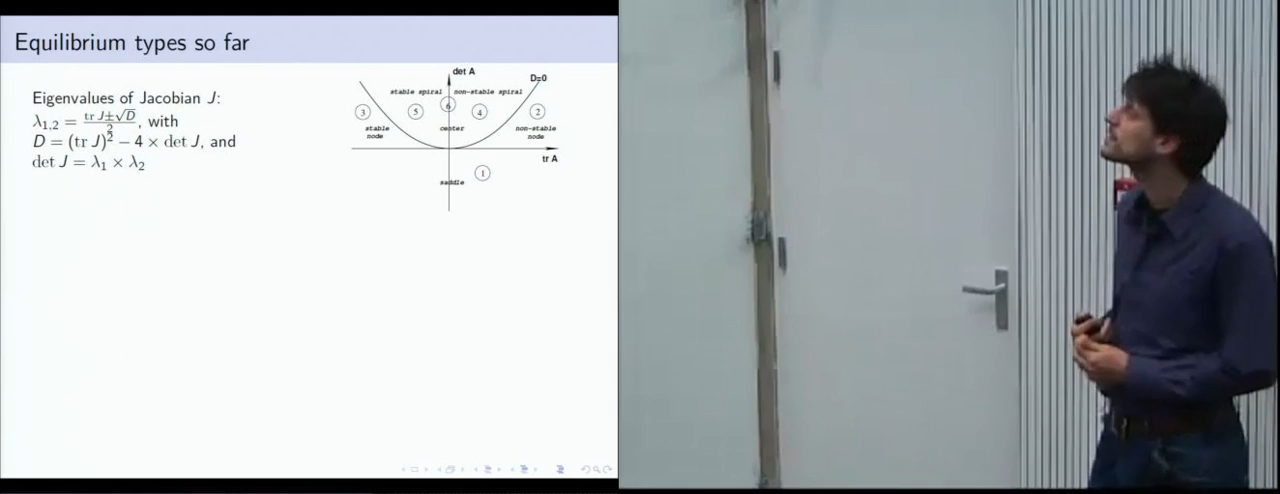 Equilibrium types so far
Eigenvalues of Jacobian J:
λ₁,₂ = (tr J±√D)/2, with
D = (tr J)² − 4 × det J, and
det J = λ₁ × λ₂
det A
D=0
stable spiral
non-stable spiral
3
5
6
4
2
stable
node
center
non-stable
node
tr A
1
saddle